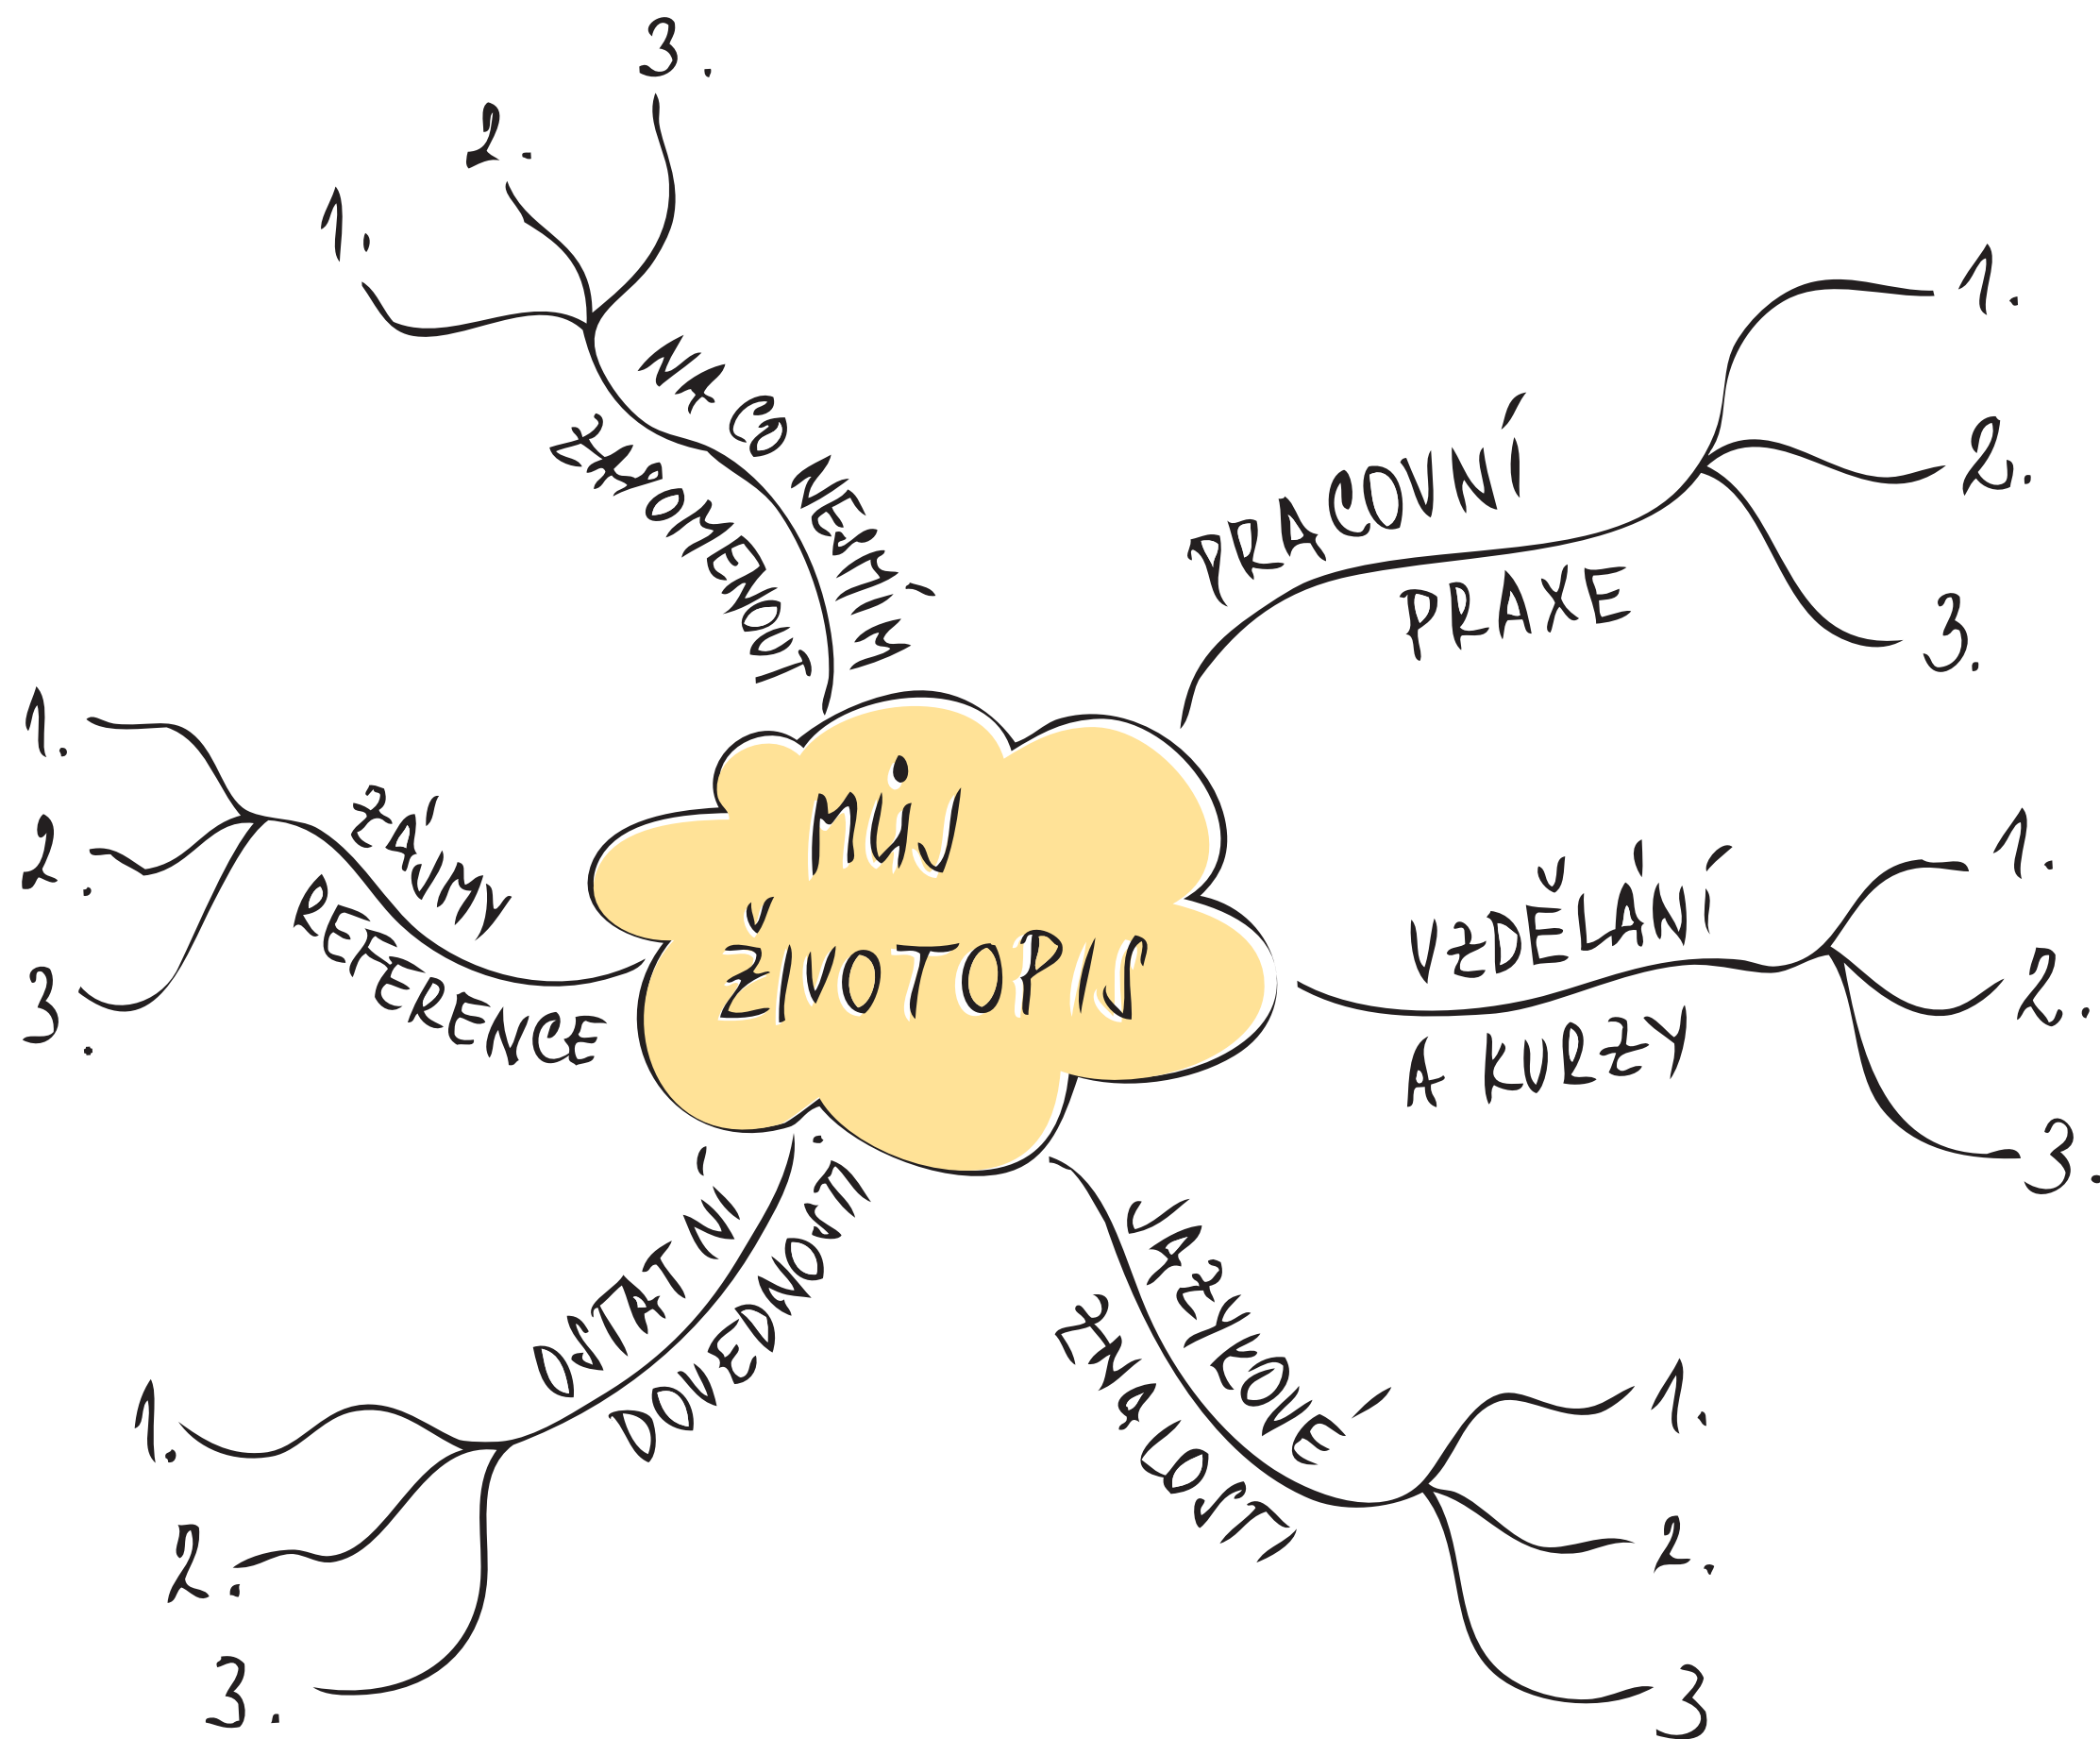 MŮJ
ŽIVOTOPIS
NA CO NESMÍM
ZAPOMENOUT
1.
2.
3.
PRACOVNÍ
PRAXE
1.
2.
3.
VZDĚLÁNÍ
A KURZY
1.
2.
3.
JAZYKOVÉ
ZNALOSTI
1.
2.
3
OSTATNÍ
DOVEDNOSTI
1.
2.
3.
ZÁJMY
REFERENCE
1.
2.
3.